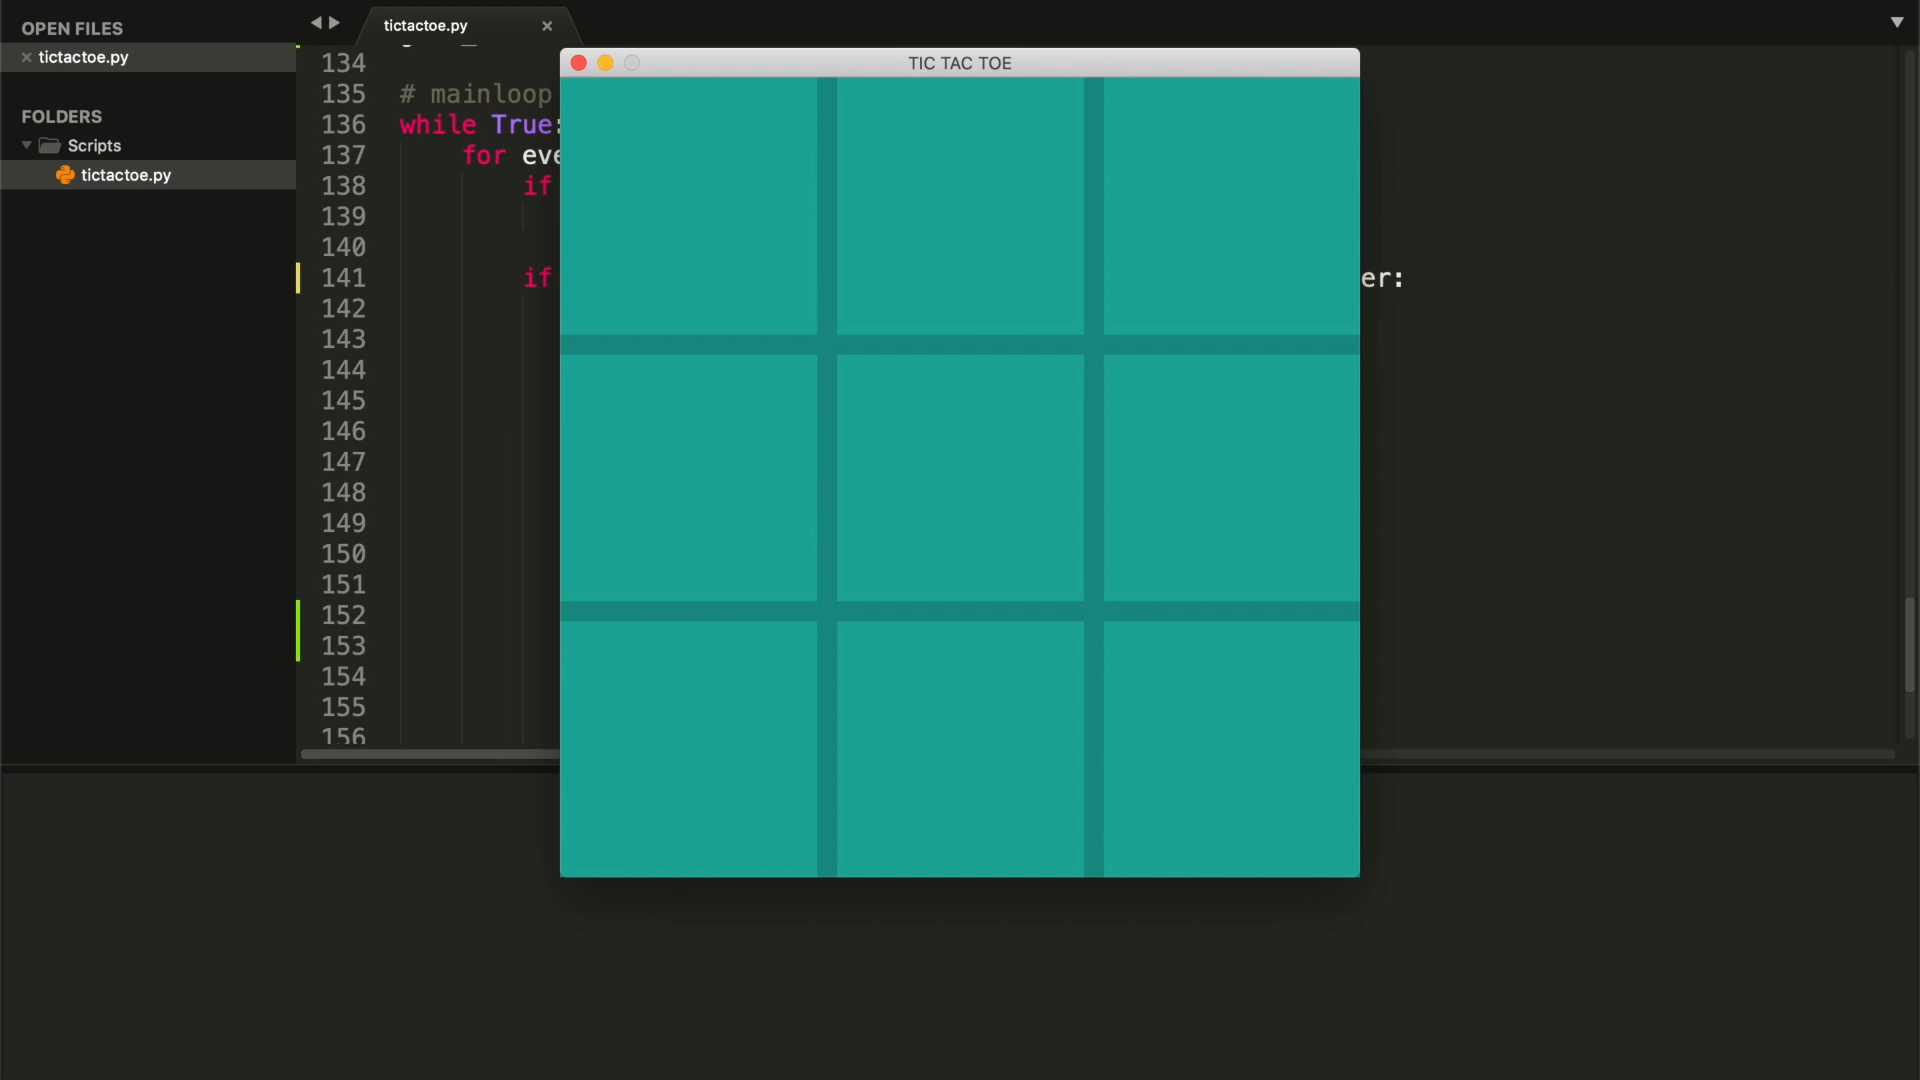 OPEN FILES
tictactoe.py
FOLDERS
Scripts
tictactoe.py
tictactoe.py
TIC TAC TOE
134
135 # mainloop
136 while True:
137 for eve
138 if
139
140
141 if er:
142
143
144
145
146
147
148
149
150
151
152
153
154
155
156